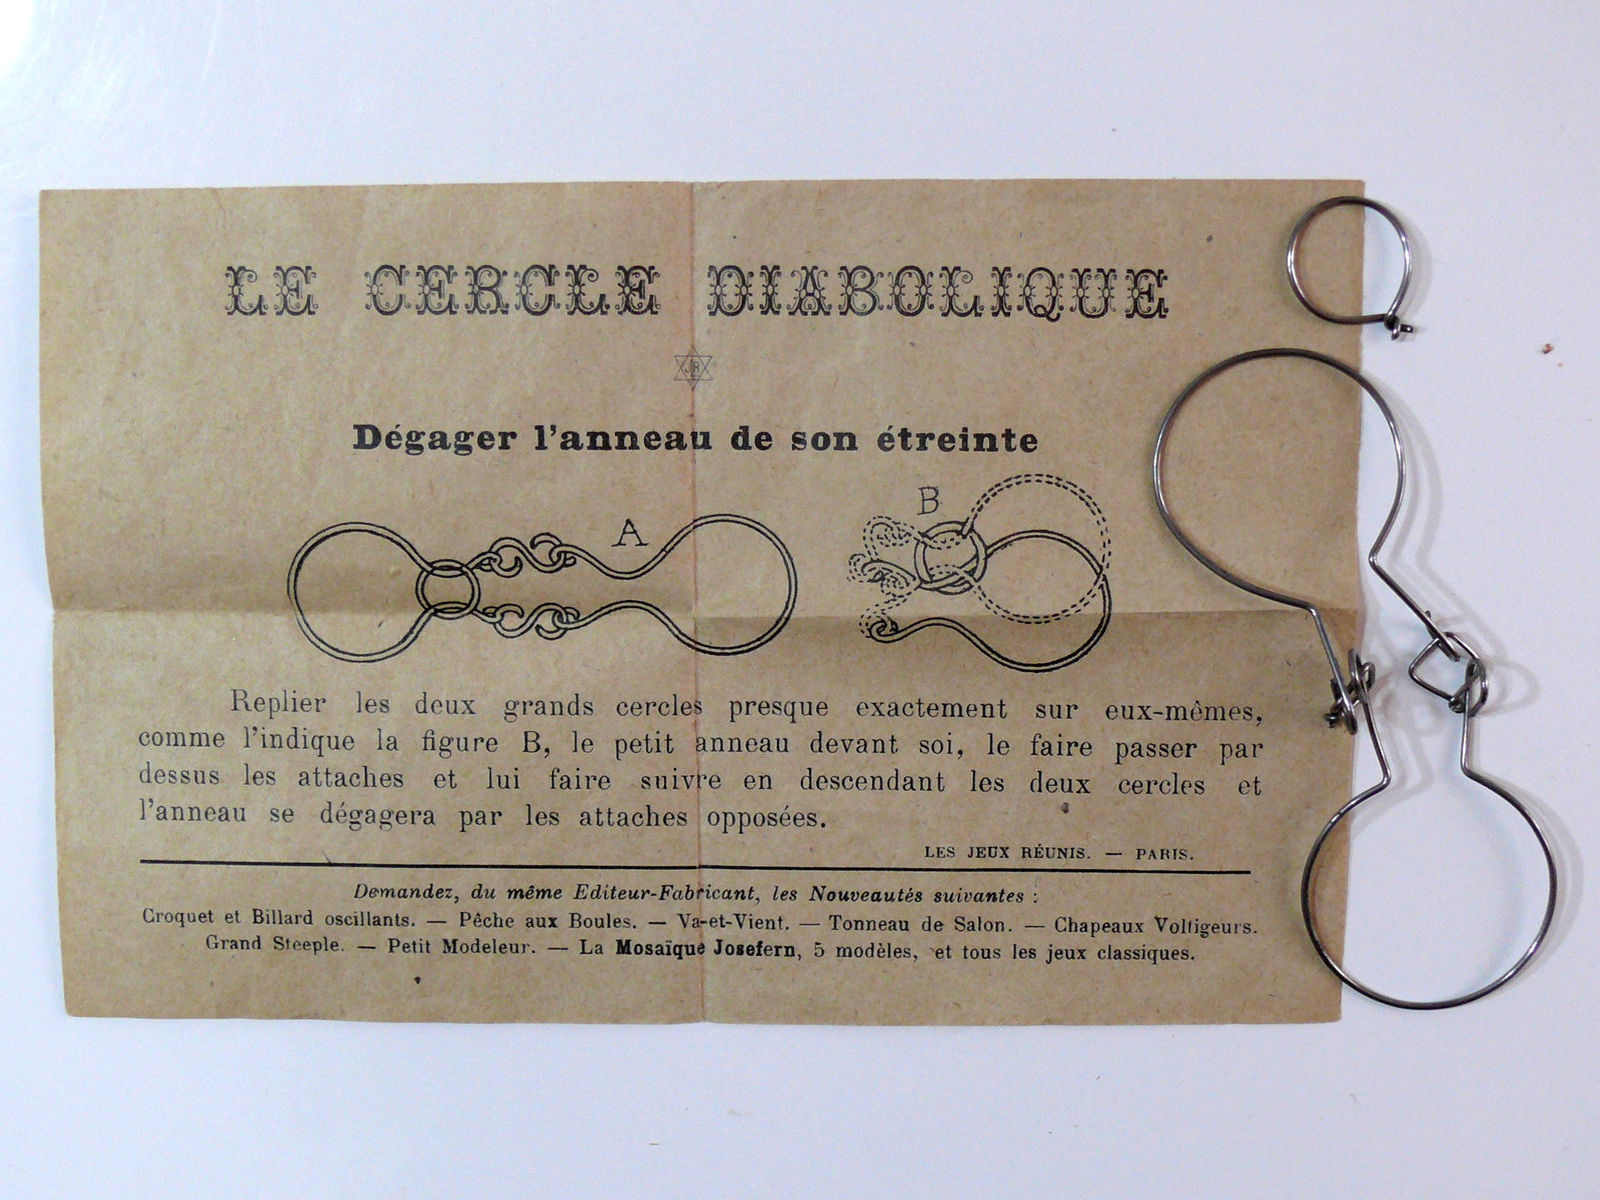 LE CERCLE DIABOLIQUE
JR
Dégager l'anneau de son étreinte
A
B
Replier les deux grands cercles presque exactement sur eux-mêmes,
comme l'indique la figure B, le petit anneau devant soi, le faire passer par
dessus les attaches et lui faire suivre en descendant les deux cercles et
l'anneau se dégagera par les attaches opposées.
LES JEUX RÉUNIS. — PARIS.
Demandez, du même Editeur-Fabricant, les Nouveautés suivantes :
Croquet et Billard oscillants. — Pêche aux Boules. — Va-et-Vient. — Tonneau de Salon. — Chapeaux Voltigeurs.
Grand Steeple. — Petit Modeleur. — La Mosaïque Josefern, 5 modèles, et tous les jeux classiques.